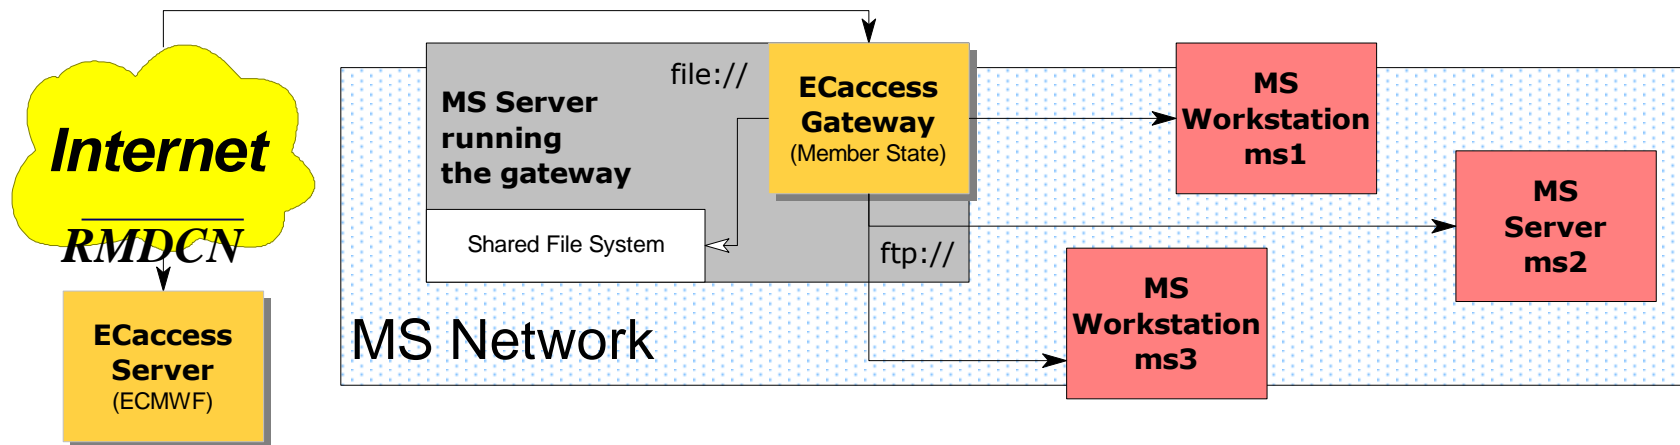 Internet
RMDCN
ECaccess
Server
(ECMWF)
MS Server
running
the gateway
file://
Shared File System
ECaccess
Gateway
(Member State)
ftp://
MS Network
MS
Workstation
ms1
MS
Server
ms2
MS
Workstation
ms3